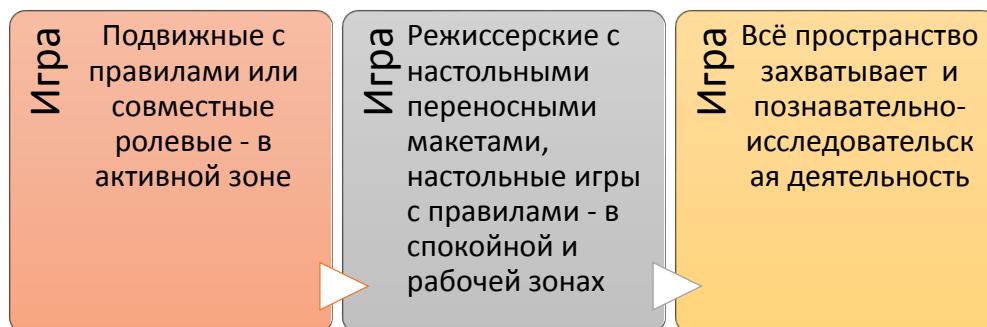 Игра
Подвижные с
правилами или
совместные
ролевые - в
активной зоне
Игра
Режиссерские с
настольными
переносными
макетами,
настольные игры
с правилами - в
спокойной и
рабочей зонах
Игра
Всё пространство
захватывает и
познавательно-
исследовательск
ая деятельность